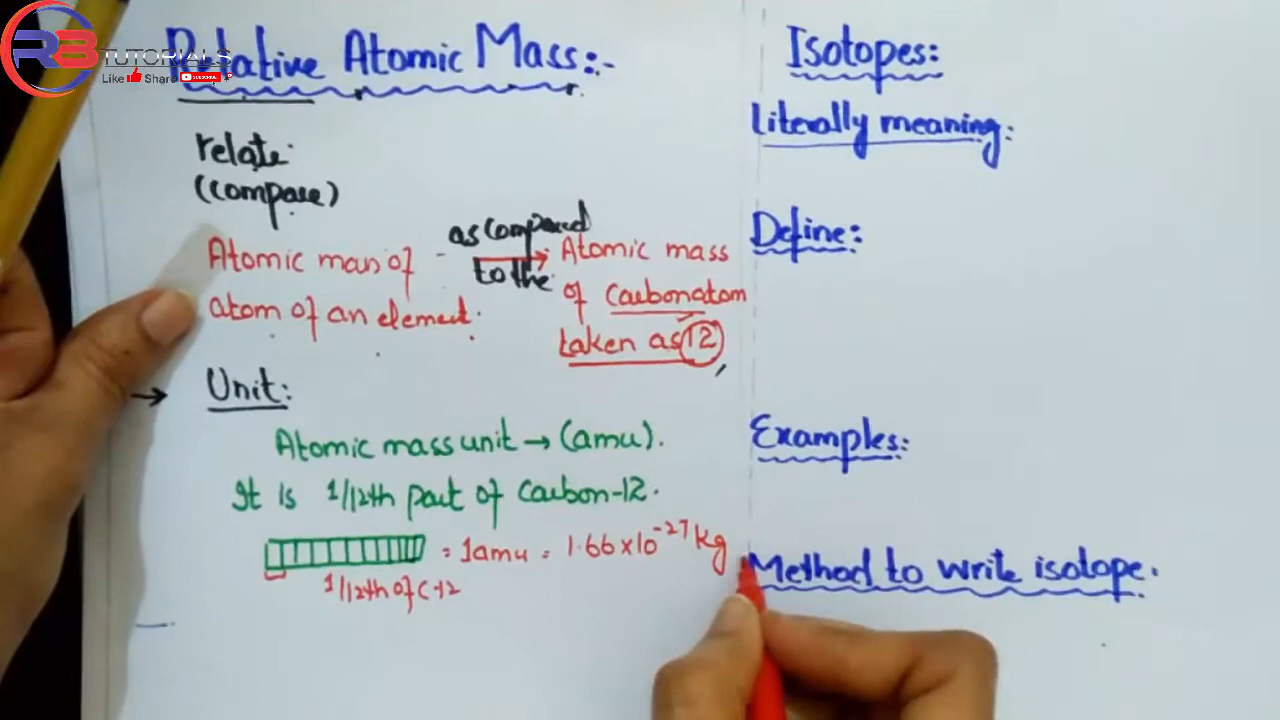 RB
TUTORIALS
Like Share SUBSCRIBE
Relative Atomic Mass:-
relate
(compare)
Atomic mass of
atom of an element.
as compared
to the
Atomic mass
of Carbon atom
taken as 12
→ Unit:
Atomic mass unit → (amu).
It is 1/12th part of Carbon-12.
= 1amu = 1.66×10⁻²⁷ kg
1/12th of C-12
Isotopes:
Literally meaning:
Define:
Examples:
Method to write isotope.